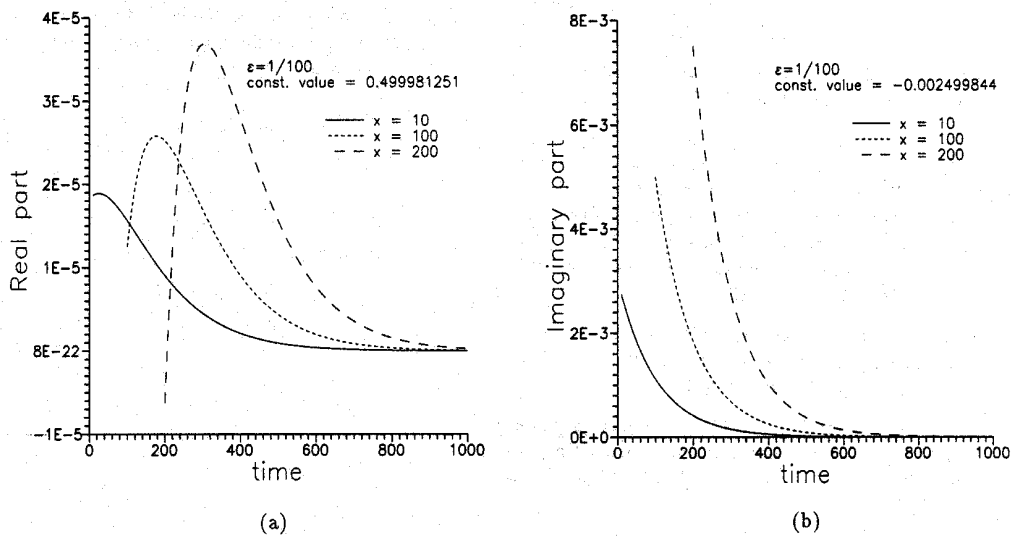 4E-5
3E-5
2E-5
1E-5
8E-22
-1E-5
Real part
ε=1/100
const. value = 0.499981251
x = 10
x = 100
x = 200
0 200 400 600 800 1000
time
(a)
8E-3
6E-3
4E-3
2E-3
0E+0
Imaginary part
ε=1/100
const. value = -0.002499844
x = 10
x = 100
x = 200
0 200 400 600 800 1000
time
(b)